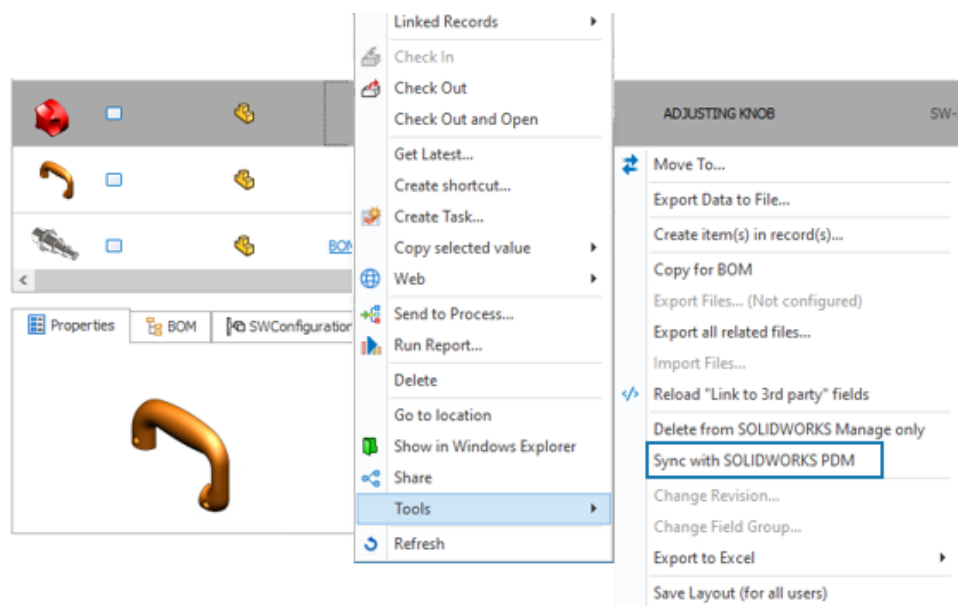 Linked Records
Check In
Check Out
Check Out and Open
Get Latest...
Create shortcut...
Create Task...
Copy selected value
Web
Send to Process...
Run Report...
Delete
Go to location
Show in Windows Explorer
Share
Tools
Refresh
ADJUSTING KNOB
SW-
Move To...
Export Data to File...
Create item(s) in record(s)...
Copy for BOM
Export Files... (Not configured)
Export all related files...
Import Files...
Reload "Link to 3rd party" fields
Delete from SOLIDWORKS Manage only
Sync with SOLIDWORKS PDM
Change Revision...
Change Field Group...
Export to Excel
Save Layout (for all users)
BOM
Properties
BOM
SWConfiguration